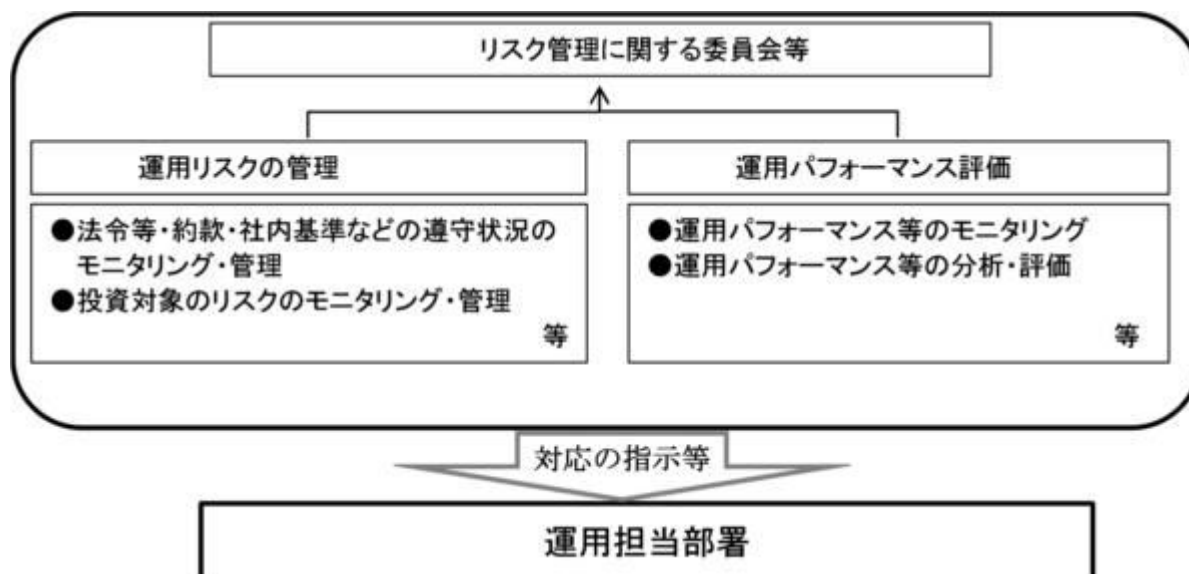 リスク管理に関する委員会等
運用リスクの管理
●法令等・約款・社内基準などの遵守状況の
モニタリング・管理
●投資対象のリスクのモニタリング・管理
等
運用パフォーマンス評価
●運用パフォーマンス等のモニタリング
●運用パフォーマンス等の分析・評価
等
対応の指示等
運用担当部署